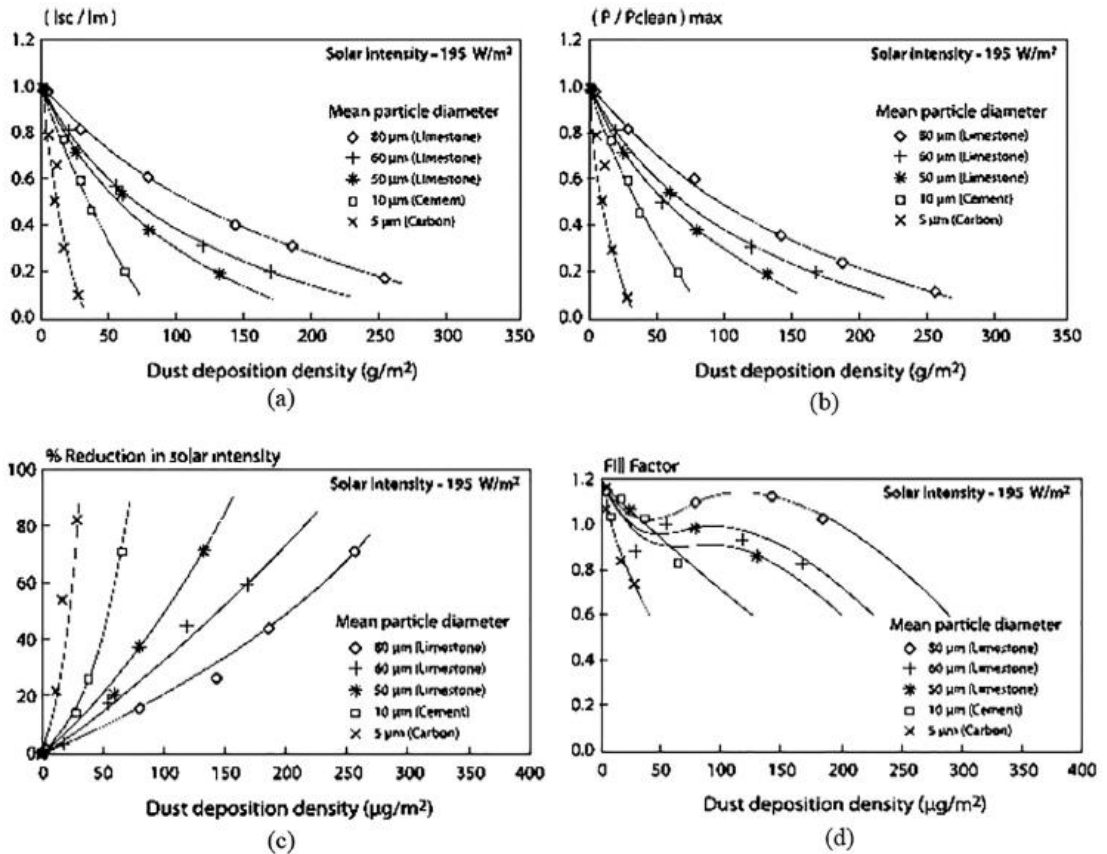 ( Isc / Im )
1.2
1.0
0.8
0.6
0.4
0.2
0.0
Solar Intensity - 195 W/m²
Mean particle diameter
80 µm (Limestone)
60 µm (Limestone)
50 µm (Limestone)
10 µm (Cement)
5 µm (Carbon)
0 50 100 150 200 250 300 350
Dust deposition density (g/m²)
(a)
( P / Pclean ) max
1.2
1.0
0.8
0.6
0.4
0.2
0.0
Solar Intensity - 195 W/m²
Mean particle diameter
80 µm (Limestone)
60 µm (Limestone)
50 µm (Limestone)
10 µm (Cement)
5 µm (Carbon)
0 50 100 150 200 250 300 350
Dust deposition density (g/m²)
(b)
% Reduction in solar intensity
100
80
60
40
20
0
Solar Intensity - 195 W/m²
Mean particle diameter
80 µm (Limestone)
60 µm (Limestone)
50 µm (Limestone)
10 µm (Cement)
5 µm (Carbon)
0 50 100 150 200 250 300 350 400
Dust deposition density (µg/m²)
(c)
Fill Factor
1.2
1.0
0.8
0.6
1.2
0.4
0.2
0.0
Solar Intensity - 195 W/m²
Mean particle diameter
80 µm (Limestone)
60 µm (Limestone)
50 µm (Limestone)
10 µm (Cement)
5 µm (Carbon)
0 50 100 150 200 250 300 350 400
Dust deposition density (µg/m²)
(d)